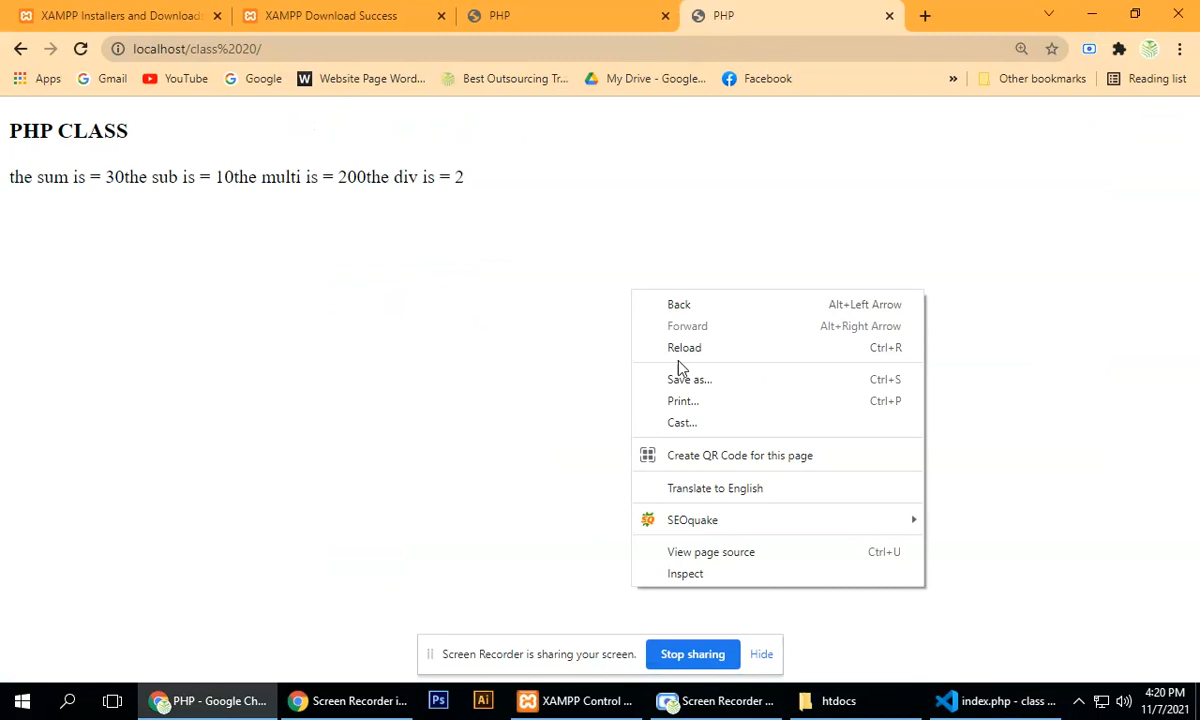 XAMPP Installers and Downloads
XAMPP Download Success
PHP
PHP
localhost/class%2020/
Apps
Gmail
YouTube
Google
Website Page Word...
Best Outsourcing Tr...
My Drive - Google...
Facebook
»
Other bookmarks
Reading list
PHP CLASS
the sum is = 30the sub is = 10the multi is = 200the div is = 2
Back Alt+Left Arrow
Forward Alt+Right Arrow
Reload Ctrl+R
Save as... Ctrl+S
Print... Ctrl+P
Cast...
Create QR Code for this page
Translate to English
SEOquake
View page source Ctrl+U
Inspect
Screen Recorder is sharing your screen.
Stop sharing
Hide
PHP - Google Ch...
Screen Recorder i...
Ps
Ai
XAMPP Control ...
Screen Recorder ...
htdocs
index.php - class ...
4:20 PM
11/7/2021